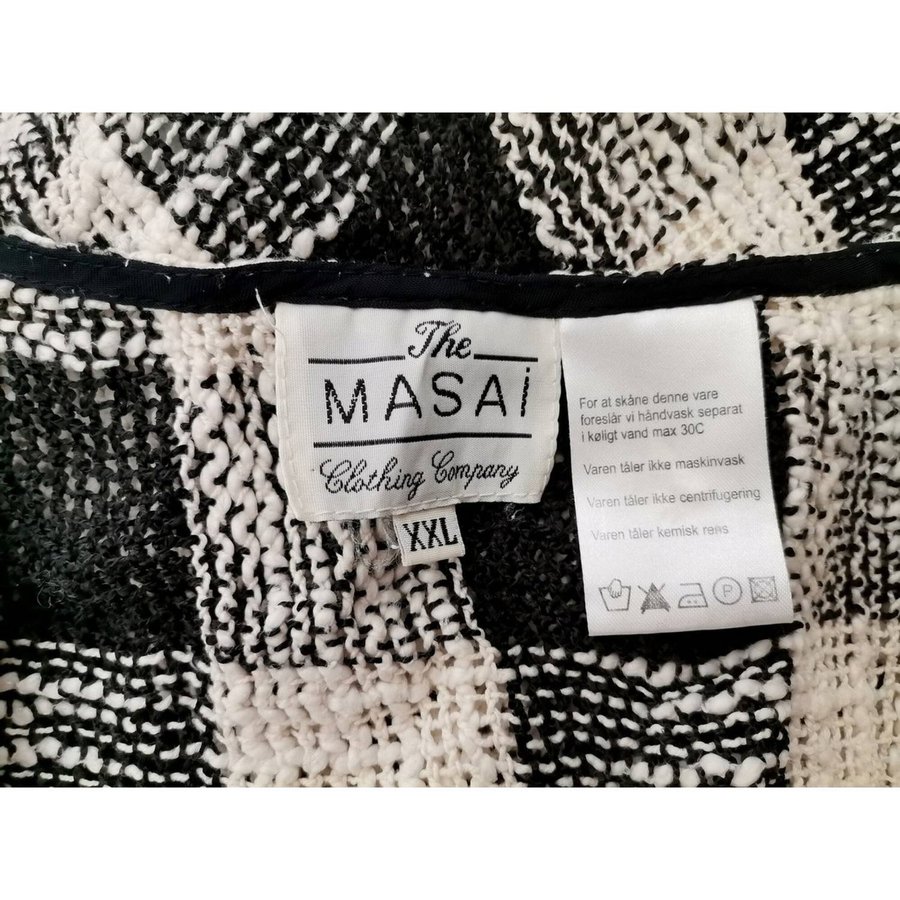 The
MASAi
Clothing Company
XXL
For at skåne denne vare
foreslår vi håndvask separat
i køligt vand max 30C
Varen tåler ikke maskinvask
Varen tåler ikke centrifugering
Varen tåler kemisk rens
P